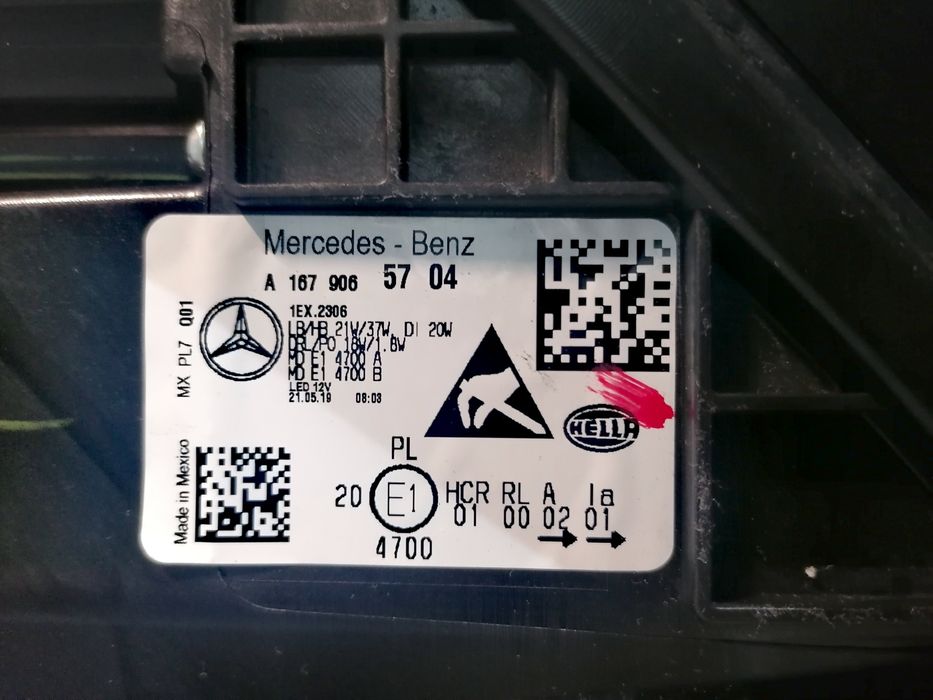 Mercedes - Benz
A 167 906 57 04
1EX.2306
LB/HB 21W/37W, DI 20W
DRL/PO 18W/1.8W
MD E1 4700 A
MD E1 4700 B
LED 12V
21.05.19 08:03
MX PL7 Q01
HELLA
Made in Mexico
PL
20 E1 HCR RL A Ia
01 00 02 01
4700